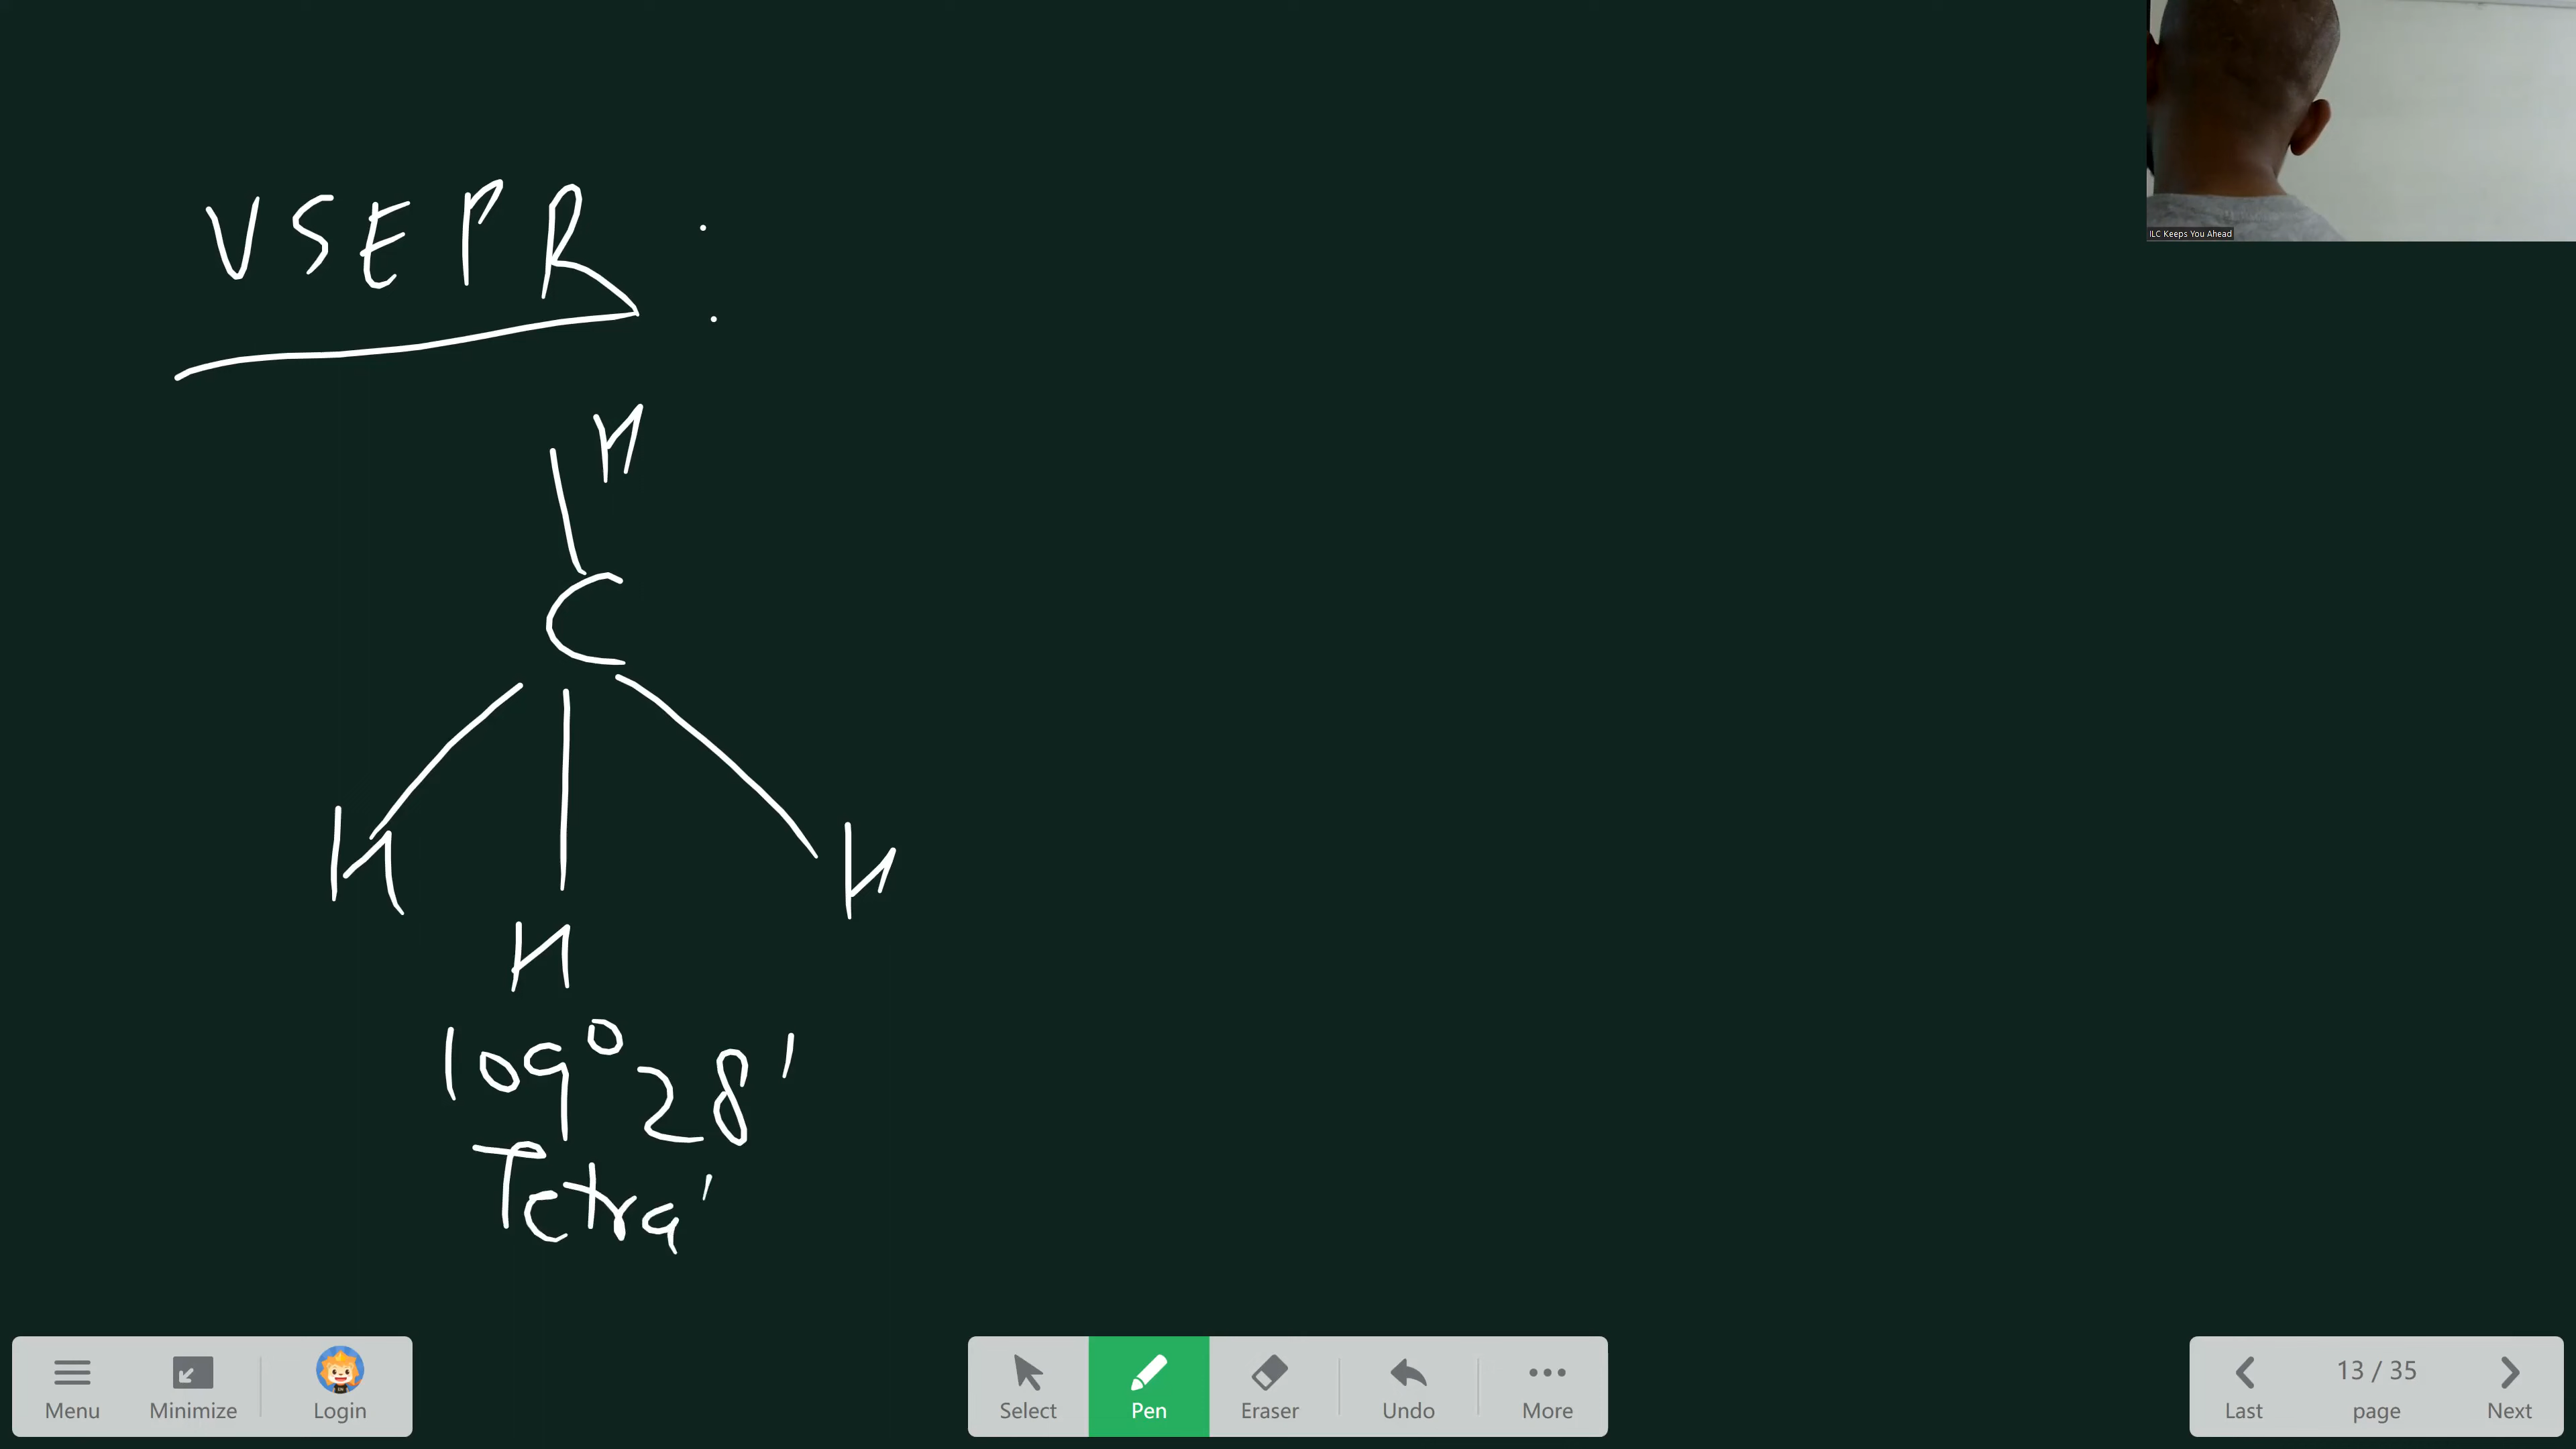 VSEPR :
ILC Keeps You Ahead
H
C
H H
H
109° 28'
Tetra'
Menu Minimize Login Select Pen Eraser Undo More Last 13 / 35 page Next